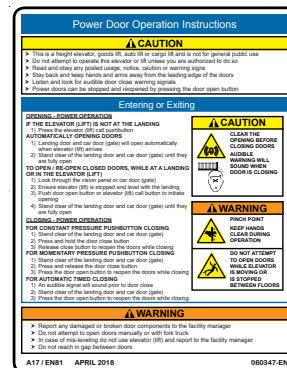 Power Door Operation Instructions
CAUTION
➤ This is a freight elevator, goods lift, auto lift or cargo lift and is not for general public use
➤ Do not attempt to operate this elevator or lift unless you are authorized to do so
➤ Read and obey any posted usage, notice, caution or warning signs
➤ Stay back and keep hands and arms away from the leading edge of the doors
➤ Listen and look for audible door close warning signals
➤ Power doors can be stopped and reopened by pressing the door open button
Entering or Exiting
OPENING - POWER OPERATION
IF THE ELEVATOR (LIFT) IS NOT AT THE LANDING
1) Press the elevator (lift) call pushbutton
AUTOMATICALLY OPENING DOORS
1) Landing door and car (gate) will open automatically
when elevator (lift) arrives
2) Stand clear of the landing door and car door (gate) until they
are fully open
TO OPEN / RE-OPEN CLOSED DOORS, WHILE AT A LANDING
OR IN THE ELEVATOR (LIFT)
1) Look through the vision panel or car door (gate)
2) Ensure elevator (lift) is stopped and level with the landing
3) Push door open button or elevator (lift) call button to initiate
opening
4) Stand clear of the landing door and car door (gate) until they
are fully open
CLOSING - POWER OPERATION
FOR CONSTANT PRESSURE PUSHBUTTON CLOSING
1) Stand clear of the landing door and car door (gate)
2) Press and hold the door close button
3) Release close button to reopen the doors while closing
FOR MOMENTARY PRESSURE PUSHBUTTON CLOSING
1) Stand clear of the landing door and car door (gate)
2) Press and release the door close button
3) Press the door open button to reopen the doors while closing
FOR AUTOMATIC TIMED CLOSING
1) An audible signal will sound prior to door close
2) Stand clear of the landing door and car door (gate)
3) Press the door open button to reopen the doors while closing
CAUTION
CLEAR THE
OPENING BEFORE
CLOSING DOORS
AUDIBLE
WARNING WILL
SOUND WHEN
DOOR IS CLOSING
WARNING
PINCH POINT
KEEP HANDS
CLEAR DURING
OPERATION
DO NOT ATTEMPT
TO OPEN DOORS
WHILE ELEVATOR
IS MOVING OR
IS STOPPED
BETWEEN FLOORS
WARNING
➤ Report any damaged or broken door components to the facility manager
➤ Do not attempt to open doors manually or with fork truck
➤ In case of mis-leveling do not use elevator (lift) and report to the facility manager
➤ Do not reach in gap between doors
A17 / EN81 APRIL 2018
060347-EN